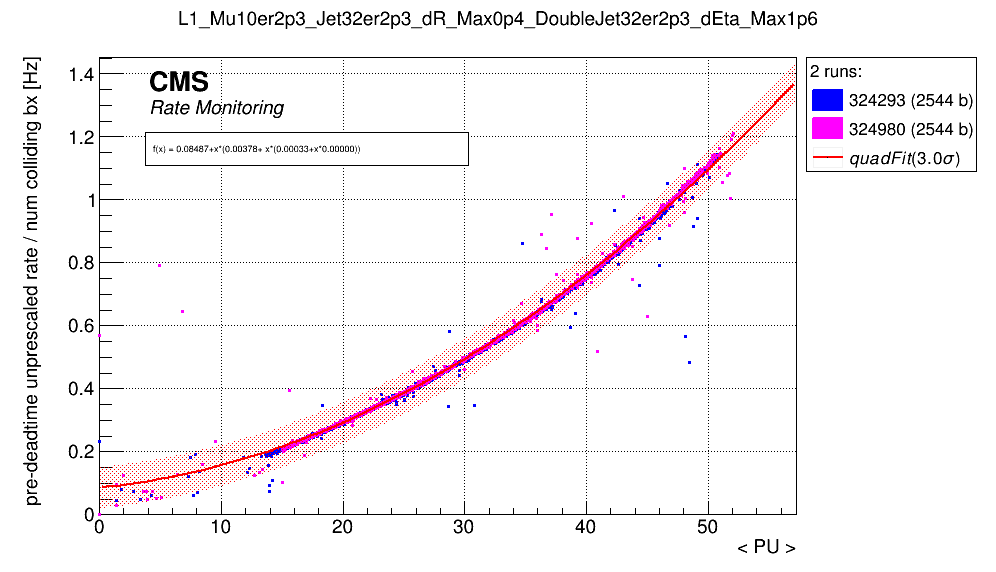 L1_Mu10er2p3_Jet32er2p3_dR_Max0p4_DoubleJet32er2p3_dEta_Max1p6
pre-deadtime unprescaled rate / num colliding bx [Hz]
1.4
1.2
1
0.8
0.6
0.4
0.2
0
CMS
Rate Monitoring
f(x) = 0.08487+x*(0.00378+ x*(0.00033+x*0.00000))
2 runs:
324293 (2544 b)
324980 (2544 b)
quadFit(3.0σ)
0 10 20 30 40 50
< PU >